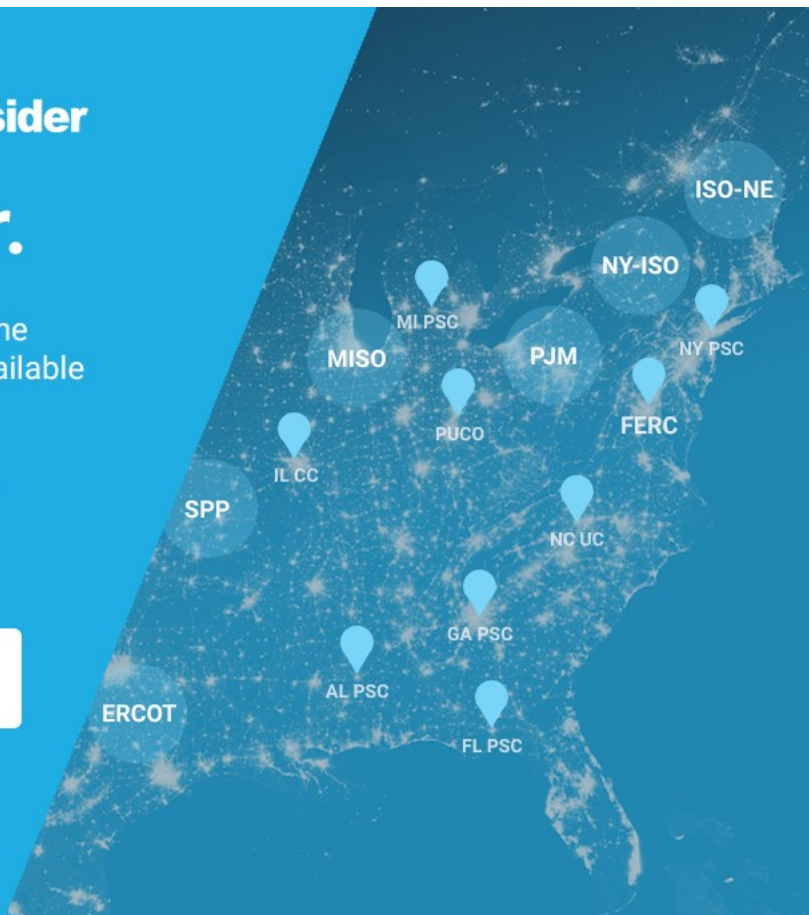 sider
r.
ne
ailable
ISO-NE
NY-ISO
MI PSC
NY PSC
MISO
PJM
PUCO
FERC
IL CC
SPP
NC UC
GA PSC
AL PSC
ERCOT
FL PSC